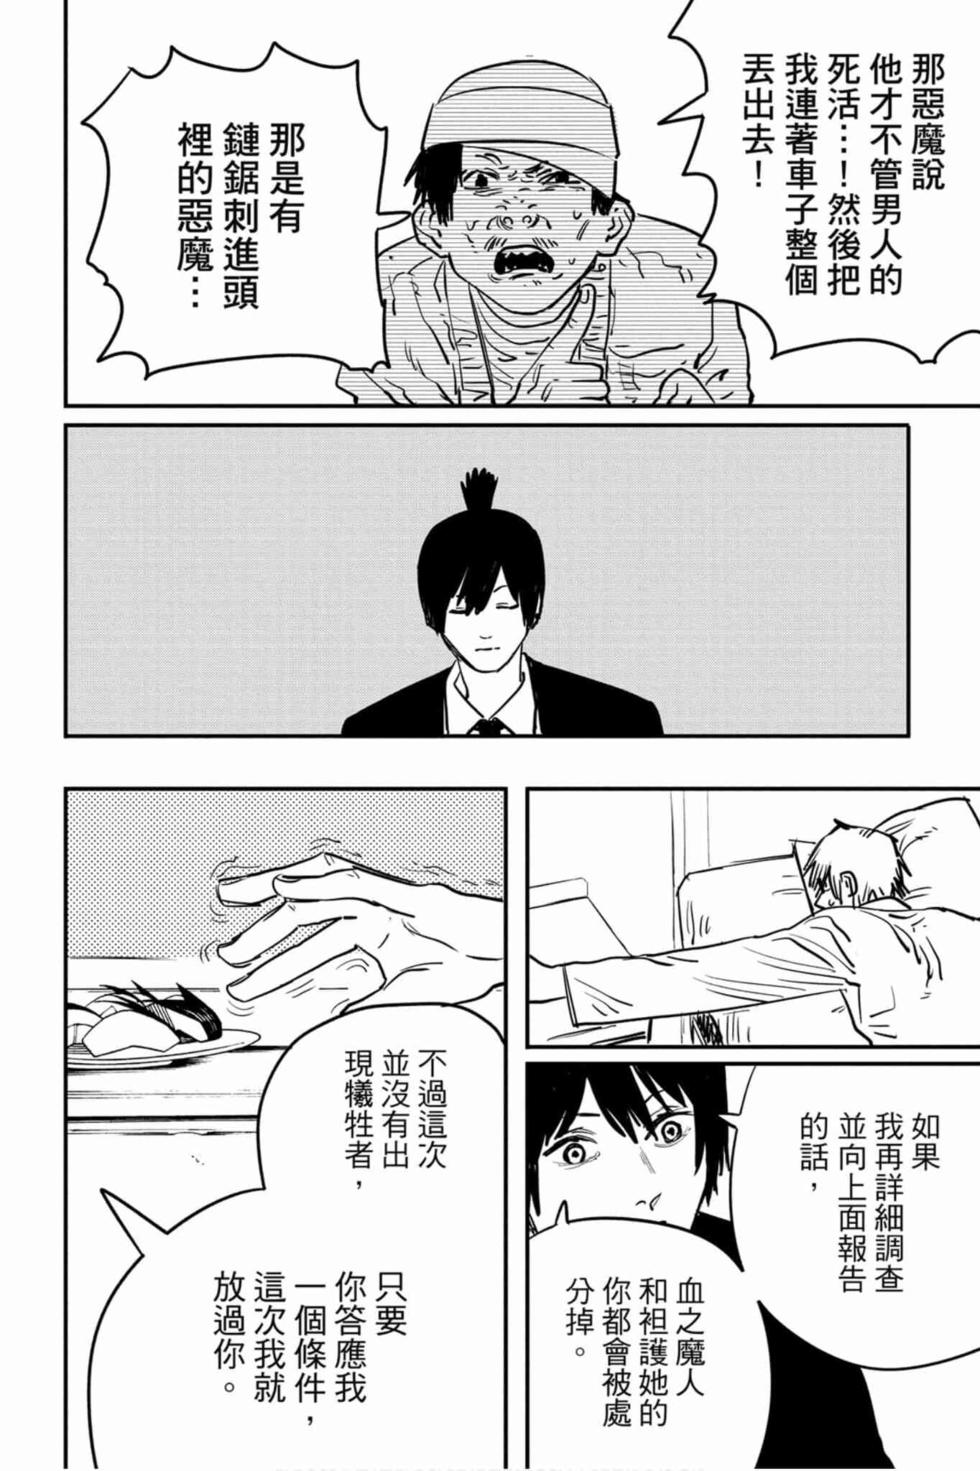 那惡魔說
他才不管男人的
死活…！然後把
我連著車子整個
丟出去！
那是有
鏈鋸刺進頭
裡的惡魔…
如果
我再詳細調查
並向上面報告
的話，
血之魔人
和袒護她的
你都會被處
分掉。
不過這次
並沒有出
現犧牲者，
只要
你答應我
一個條件，
這次我就
放過你。